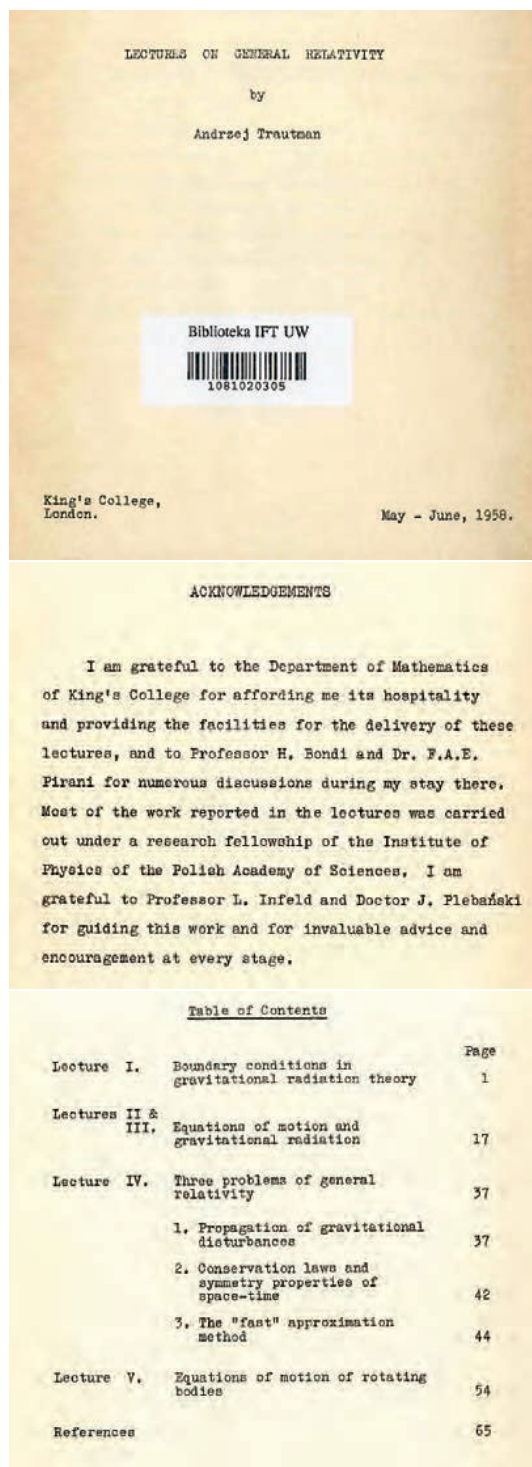 LECTURES ON GENERAL RELATIVITY
by
Andrzej Trautman
Biblioteka IFT UW
1081020305
King's College,
London.
May - June, 1958.
ACKNOWLEDGEMENTS
I am grateful to the Department of Mathematics
of King's College for affording me its hospitality
and providing the facilities for the delivery of these
lectures, and to Professor H. Bondi and Dr. F.A.E.
Pirani for numerous discussions during my stay there.
Most of the work reported in the lectures was carried
out under a research fellowship of the Institute of
Physics of the Polish Academy of Sciences. I am
grateful to Professor L. Infeld and Doctor J. Plebański
for guiding this work and for invaluable advice and
encouragement at every stage.
Table of Contents
Page
Lecture I. Boundary conditions in
gravitational radiation theory 1
Lectures II &
III. Equations of motion and
gravitational radiation 17
Lecture IV. Three problems of general
relativity 37
1. Propagation of gravitational
disturbances 37
2. Conservation laws and
symmetry properties of
space-time 42
3. The "fast" approximation
method 44
Lecture V. Equations of motion of rotating
bodies 54
References 65